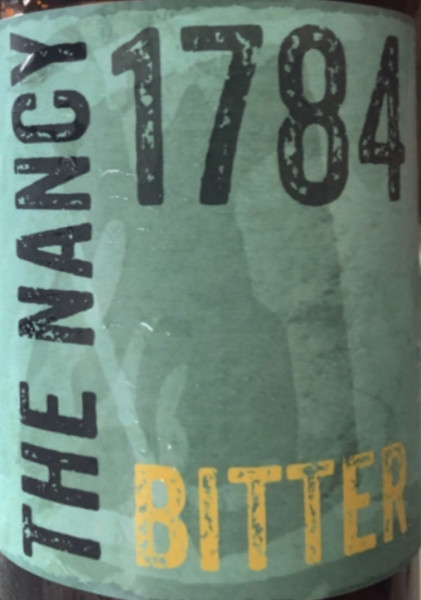 THE NANCY
1784
BITTER